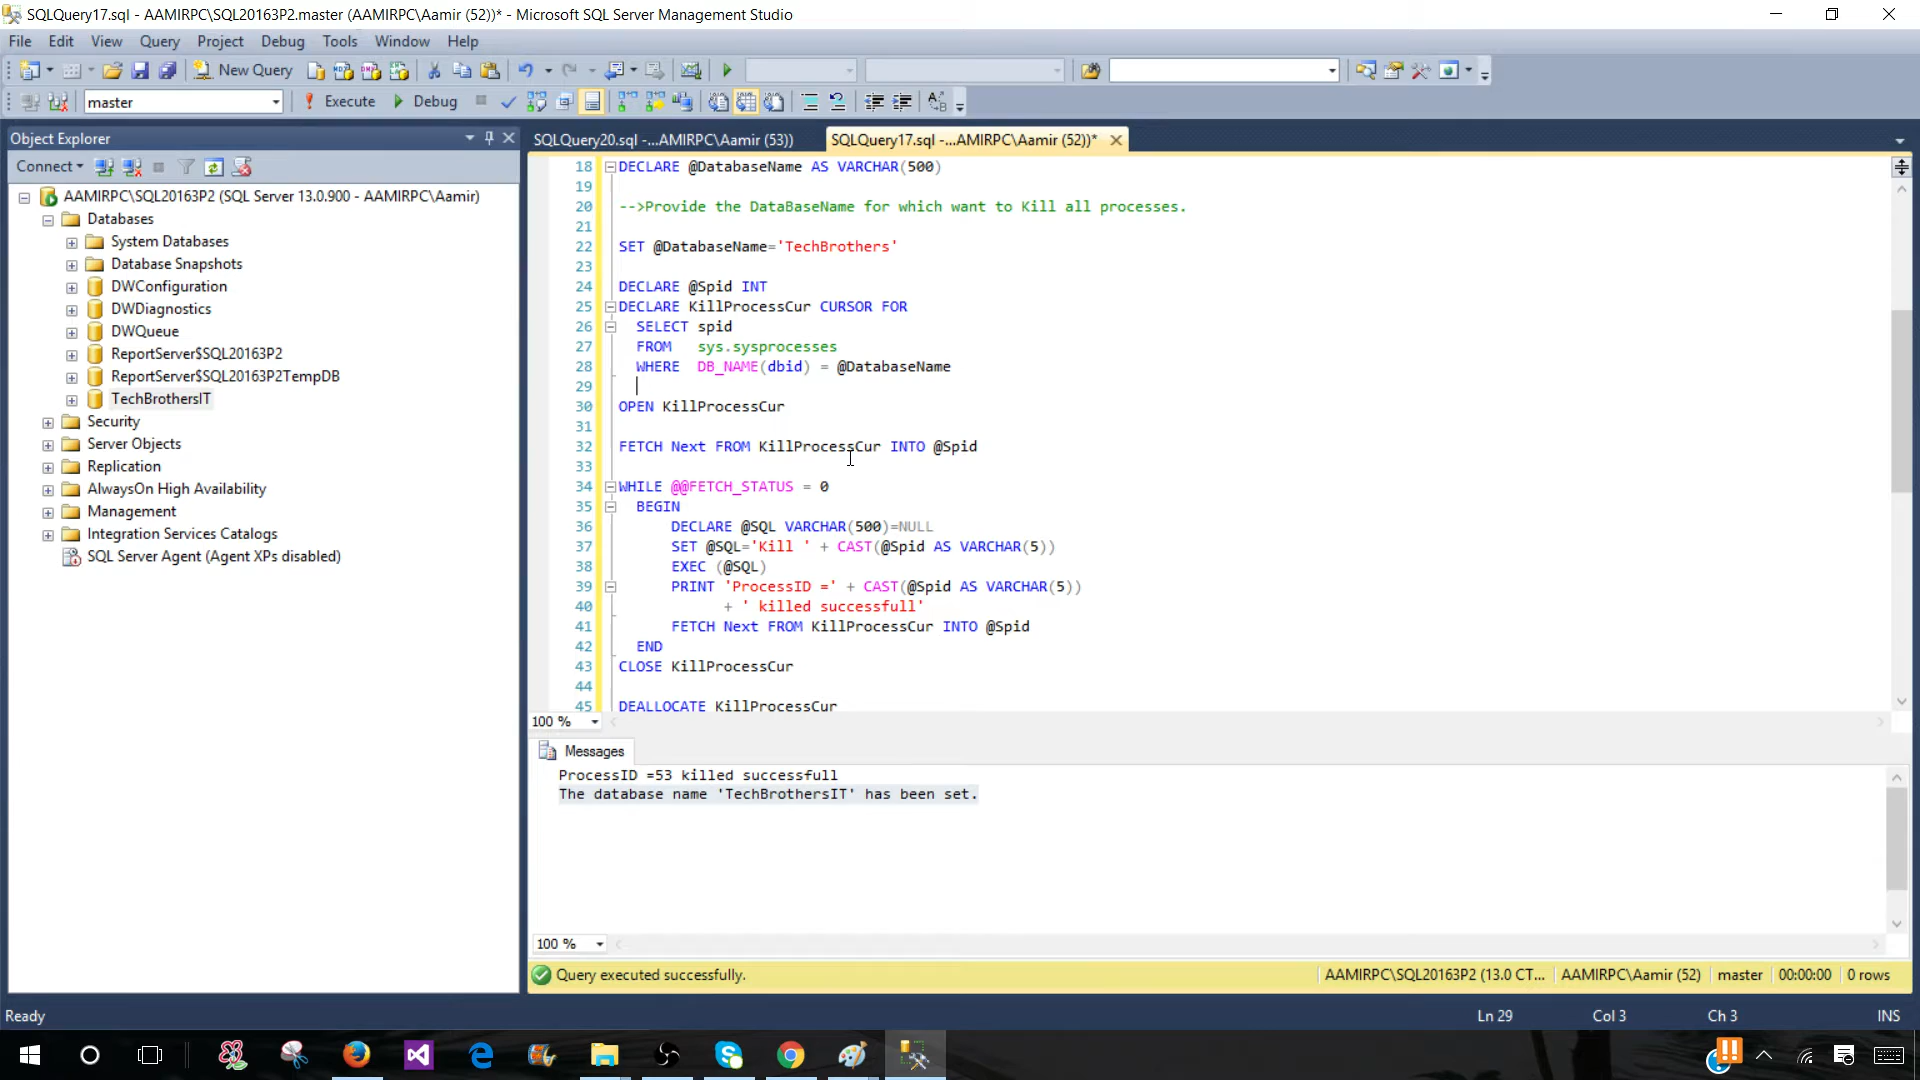 SQLQuery17.sql - AAMIRPC\SQL20163P2.master (AAMIRPC\Aamir (52))* - Microsoft SQL Server Management Studio
File Edit View Query Project Debug Tools Window Help
New Query
master Execute Debug
Object Explorer
Connect
AAMIRPC\SQL20163P2 (SQL Server 13.0.900 - AAMIRPC\Aamir)
Databases
System Databases
Database Snapshots
DWConfiguration
DWDiagnostics
DWQueue
ReportServer$SQL20163P2
ReportServer$SQL20163P2TempDB
TechBrothersIT
Security
Server Objects
Replication
AlwaysOn High Availability
Management
Integration Services Catalogs
SQL Server Agent (Agent XPs disabled)
SQLQuery20.sql -...AMIRPC\Aamir (53)) SQLQuery17.sql -...AMIRPC\Aamir (52))*
18 DECLARE @DatabaseName AS VARCHAR(500)
19
20 -->Provide the DataBaseName for which want to Kill all processes.
21
22 SET @DatabaseName='TechBrothers'
23
24 DECLARE @Spid INT
25 DECLARE KillProcessCur CURSOR FOR
26 SELECT spid
27 FROM sys.sysprocesses
28 WHERE DB_NAME(dbid) = @DatabaseName
29
30 OPEN KillProcessCur
31
32 FETCH Next FROM KillProcessCur INTO @Spid
33
34 WHILE @@FETCH_STATUS = 0
35 BEGIN
36 DECLARE @SQL VARCHAR(500)=NULL
37 SET @SQL='Kill ' + CAST(@Spid AS VARCHAR(5))
38 EXEC (@SQL)
39 PRINT 'ProcessID =' + CAST(@Spid AS VARCHAR(5))
40 + ' killed successfull'
41 FETCH Next FROM KillProcessCur INTO @Spid
42 END
43 CLOSE KillProcessCur
44
45 DEALLOCATE KillProcessCur
100 %
Messages
ProcessID =53 killed successfull
The database name 'TechBrothersIT' has been set.
100 %
Query executed successfully. AAMIRPC\SQL20163P2 (13.0 CT... AAMIRPC\Aamir (52) master 00:00:00 0 rows
Ready Ln 29 Col 3 Ch 3 INS